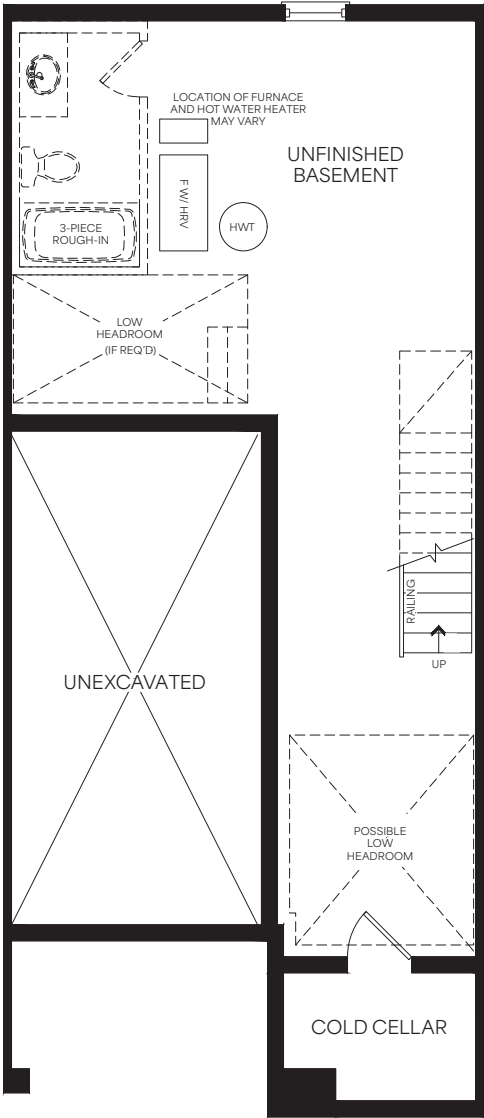 LOCATION OF FURNACE
AND HOT WATER HEATER
MAY VARY
UNFINISHED
BASEMENT
F W/ HRV
HWT
3-PIECE
ROUGH-IN
LOW
HEADROOM
(IF REQ'D)
RAILING
UP
UNEXCAVATED
POSSIBLE
LOW
HEADROOM
COLD CELLAR